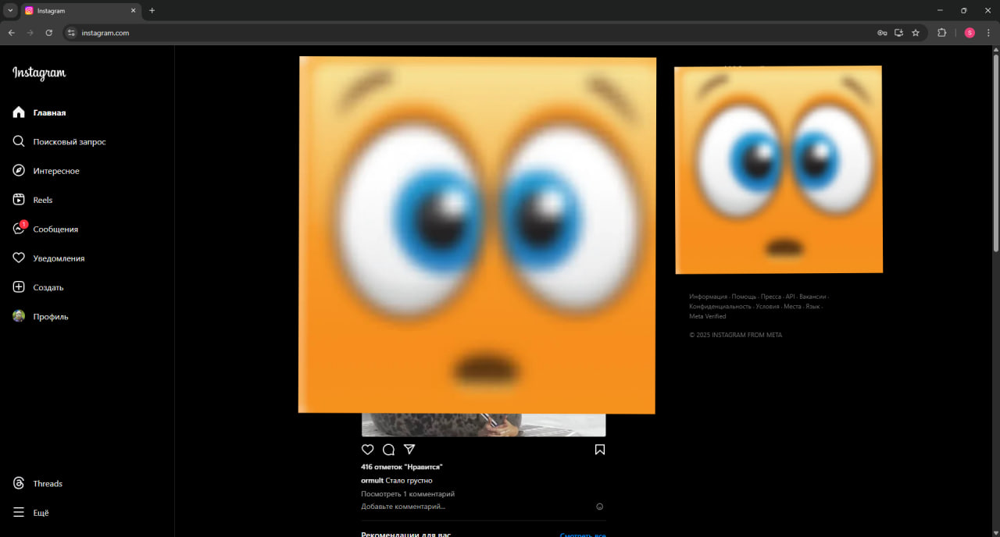 Instagram
instagram.com
S
Instagram
Главная
Поисковый запрос
Интересное
Reels
1
Сообщения
Уведомления
Создать
Профиль
Threads
Ещё
416 отметок "Нравится"
ormult Стало грустно
Посмотреть 1 комментарий
Добавьте комментарий...
Рекомендации для вас
Смотреть все
Информация · Помощь · Пресса · API · Вакансии ·
Конфиденциальность · Условия · Места · Язык ·
Meta Verified
© 2025 INSTAGRAM FROM META